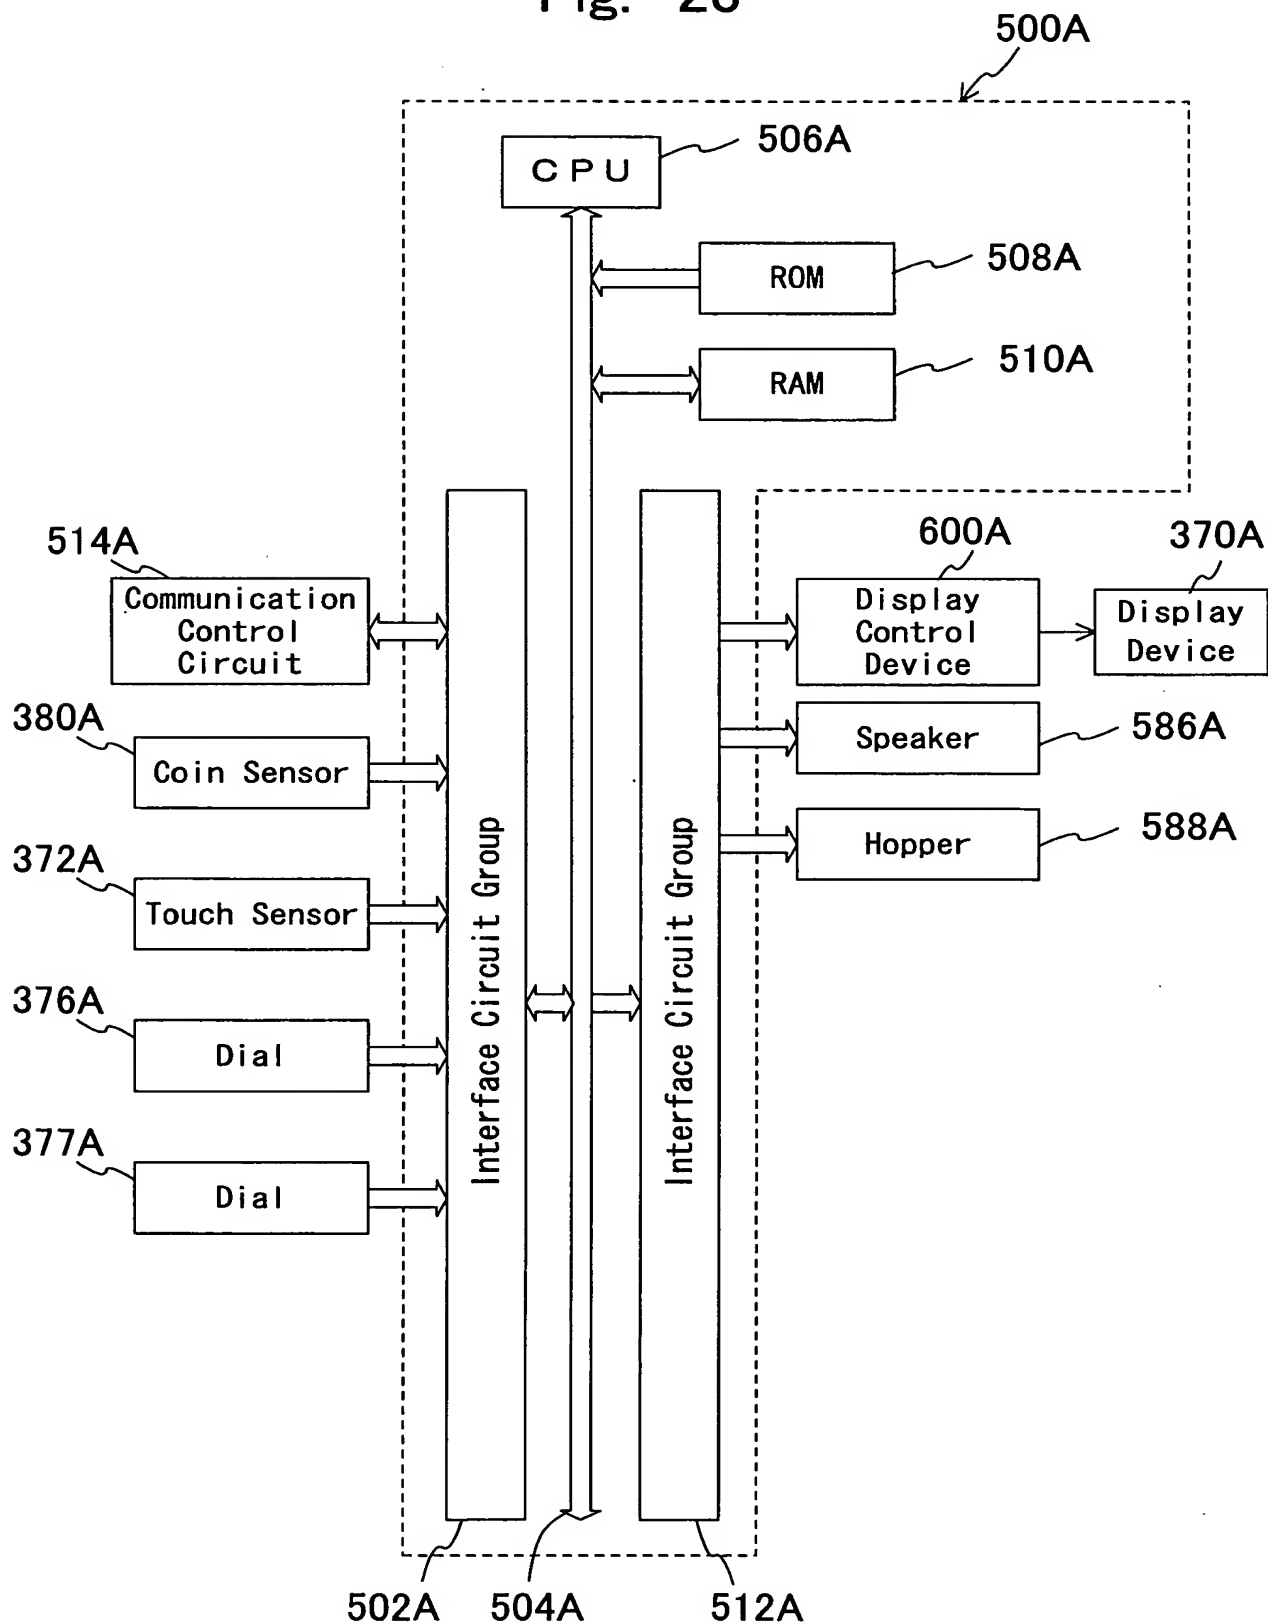 Fig.
500A
CPU
506A
ROM
508A
RAM
510A
514A
Communication
Control
Circuit
600A
Display
Control
Device
370A
Display
Device
380A
Coin Sensor
Speaker
586A
372A
Touch Sensor
Hopper
588A
376A
Dial
377A
Dial
Interface Circuit Group
Interface Circuit Group
502A
504A
512A